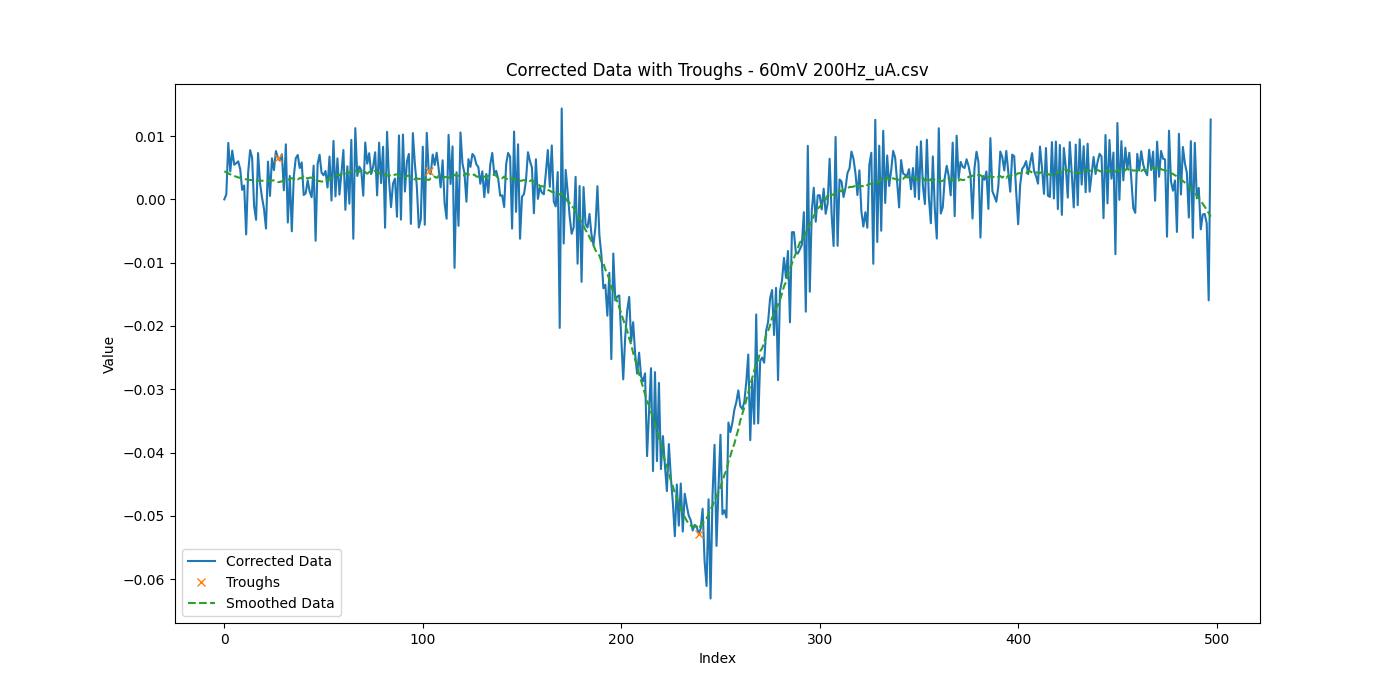 Corrected Data with Troughs - 60mV 200Hz_uA.csv
0.01
0.00
−0.01
−0.02
−0.03
−0.04
−0.05
−0.06
Value
Corrected Data
Troughs
Smoothed Data
0
100
200
300
400
500
Index